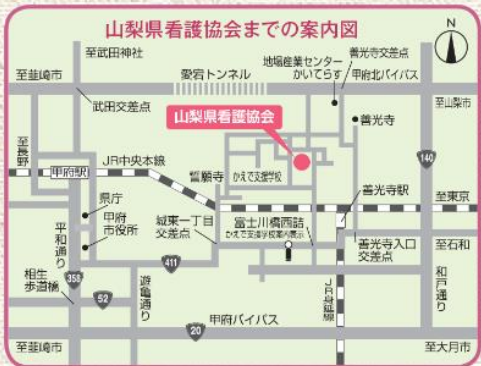 山梨県看護協会までの案内図
N
至武田神社
地場産業センター
かいてらす
善光寺交差点
甲府北バイパス
愛宕トンネル
至韮崎市
至山梨市
武田交差点
善光寺
山梨県看護協会
至長野
甲府駅
JR中央本線
誓願寺
かえで支援学校
140
善光寺駅
至東京
県庁
甲府
市役所
城東一丁目
交差点
富士川橋西詰
かえで支援学校案内表示
善光寺入口
交差点
至石和
平和通り
411
相生
歩道橋
358
52
遊亀通り
JR身延線
和戸通り
20
甲府バイパス
至韮崎市
至大月市